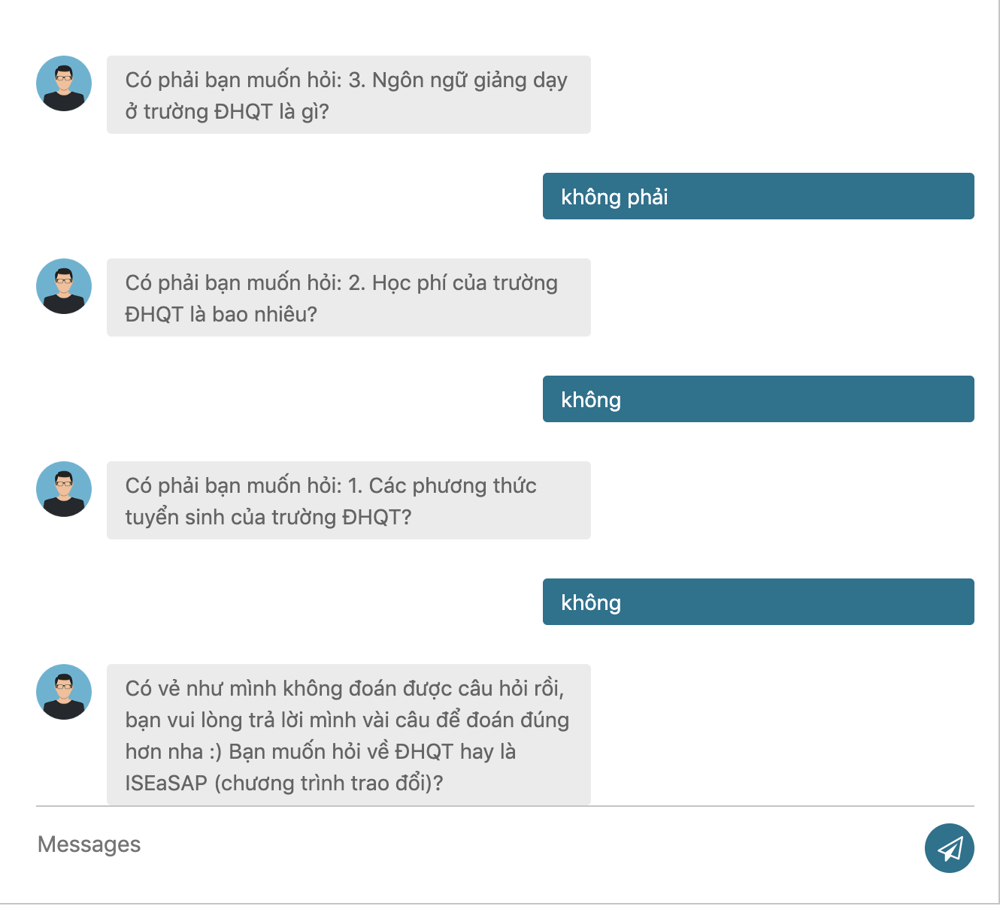 Có phải bạn muốn hỏi: 3. Ngôn ngữ giảng dạy
ở trường ĐHQT là gì?
không phải
Có phải bạn muốn hỏi: 2. Học phí của trường
ĐHQT là bao nhiêu?
không
Có phải bạn muốn hỏi: 1. Các phương thức
tuyển sinh của trường ĐHQT?
không
Có vẻ như mình không đoán được câu hỏi rồi,
bạn vui lòng trả lời mình vài câu để đoán đúng
hơn nha :) Bạn muốn hỏi về ĐHQT hay là
ISEaSAP (chương trình trao đổi)?
Messages